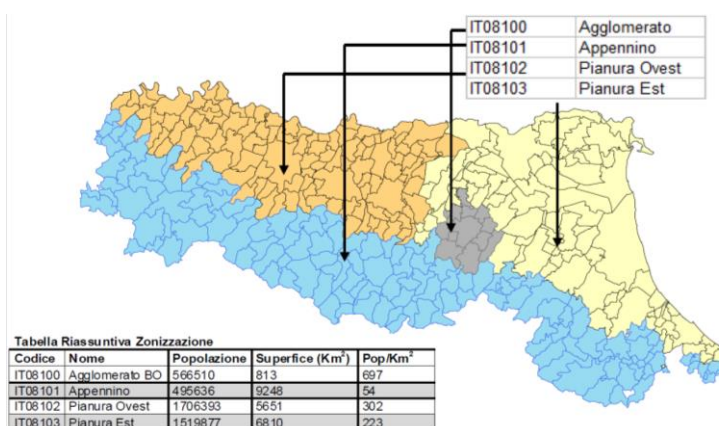 IT08100 Agglomerato
IT08101 Appennino
IT08102 Pianura Ovest
IT08103 Pianura Est
Tabella Riassuntiva Zonizzazione
Codice Nome Popolazione Superfice (Km²) Pop/Km²
IT08100 Agglomerato BO 566510 813 697
IT08101 Appennino 495636 9248 54
IT08102 Pianura Ovest 1706393 5651 302
IT08103 Pianura Est 1519877 6810 223